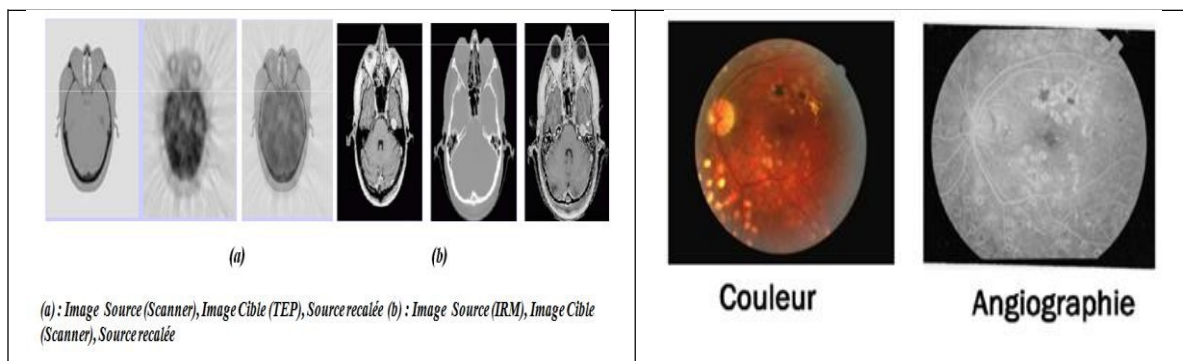 (a)
(b)
(a) : Image Source (Scanner), Image Cible (TEP), Source recalée (b) : Image Source (IRM), Image Cible
(Scanner), Source recalée
Couleur
Angiographie